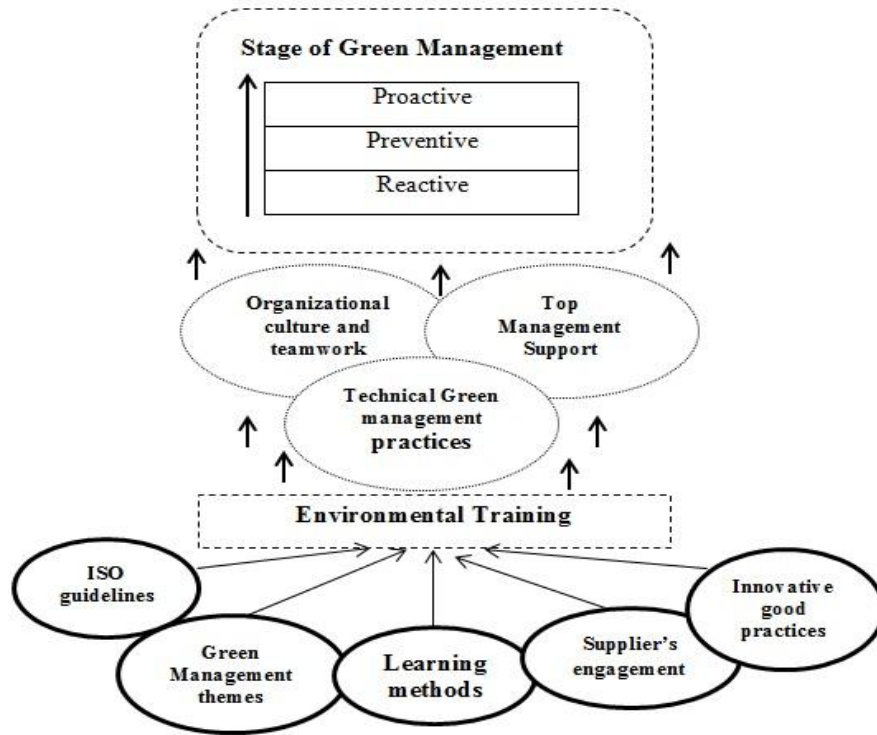 Stage of Green Management
Proactive
Preventive
Reactive
Organizational
culture and
teamwork
Top
Management
Support
Technical Green
management
practices
Environmental Training
ISO
guidelines
Green
Management
themes
Learning
methods
Supplier's
engagement
Innovative
good
practices